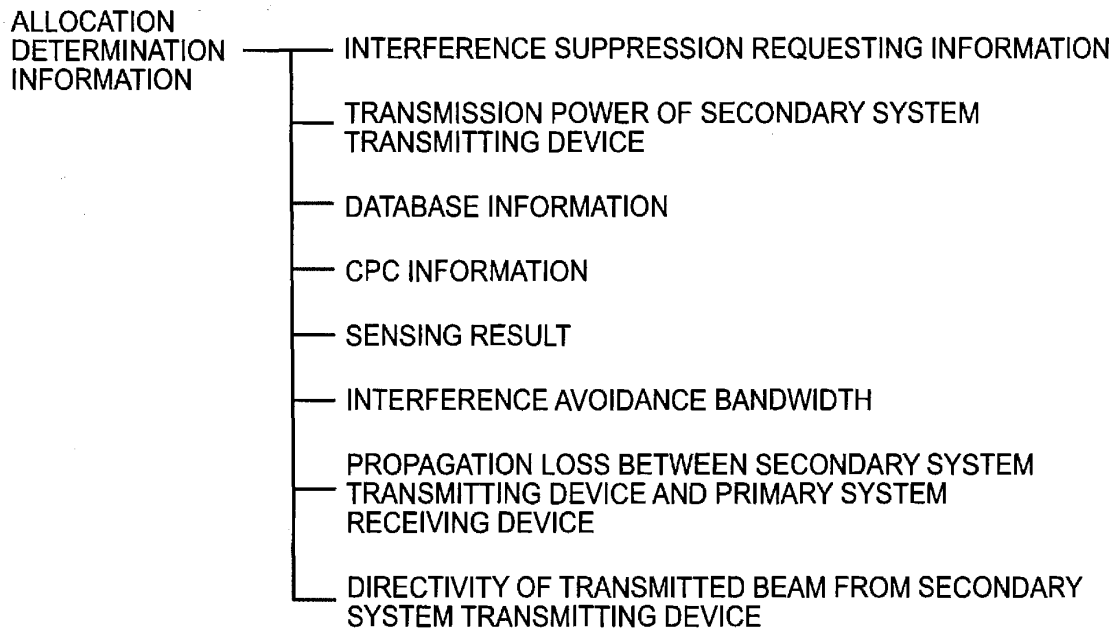 ALLOCATION
DETERMINATION
INFORMATION
INTERFERENCE SUPPRESSION REQUESTING INFORMATION
TRANSMISSION POWER OF SECONDARY SYSTEM
TRANSMITTING DEVICE
DATABASE INFORMATION
CPC INFORMATION
SENSING RESULT
INTERFERENCE AVOIDANCE BANDWIDTH
PROPAGATION LOSS BETWEEN SECONDARY SYSTEM
TRANSMITTING DEVICE AND PRIMARY SYSTEM
RECEIVING DEVICE
DIRECTIVITY OF TRANSMITTED BEAM FROM SECONDARY
SYSTEM TRANSMITTING DEVICE